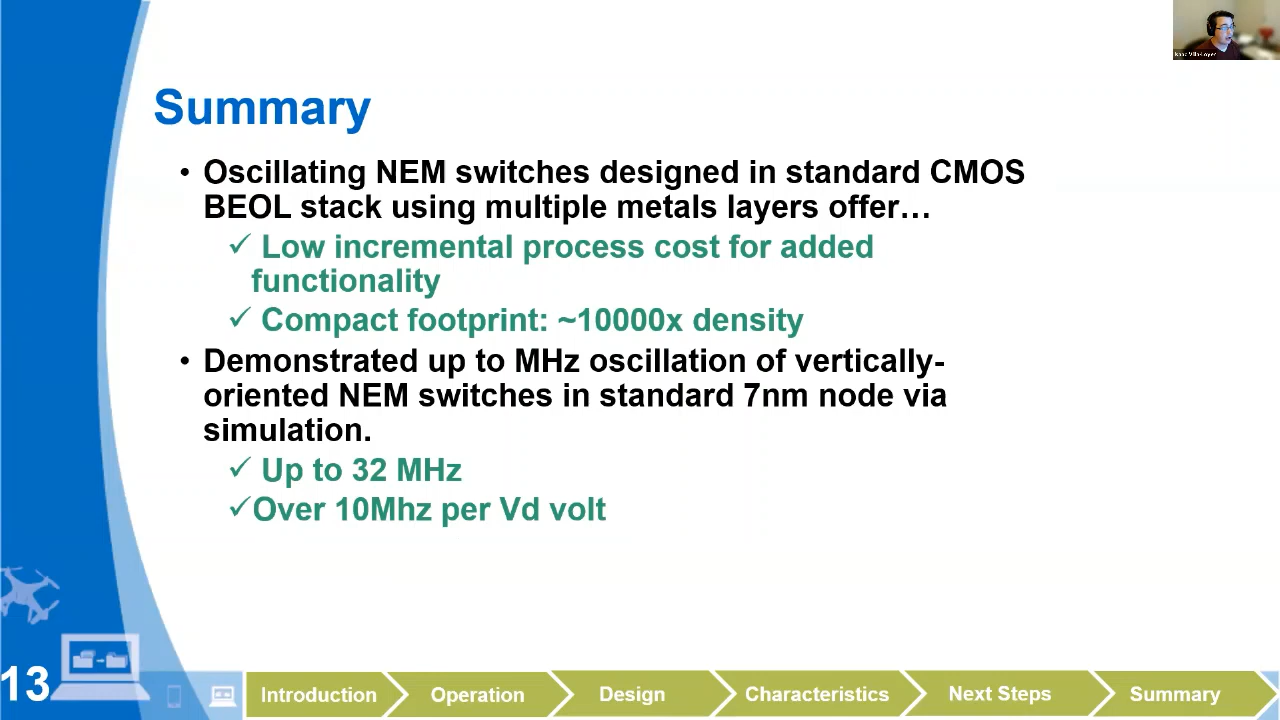 Summary
• Oscillating NEM switches designed in standard CMOS
BEOL stack using multiple metals layers offer…
✓ Low incremental process cost for added
functionality
✓ Compact footprint: ~10000x density
• Demonstrated up to MHz oscillation of vertically-
oriented NEM switches in standard 7nm node via
simulation.
✓ Up to 32 MHz
✓Over 10Mhz per Vd volt
13
Introduction
Operation
Design
Characteristics
Next Steps
Summary